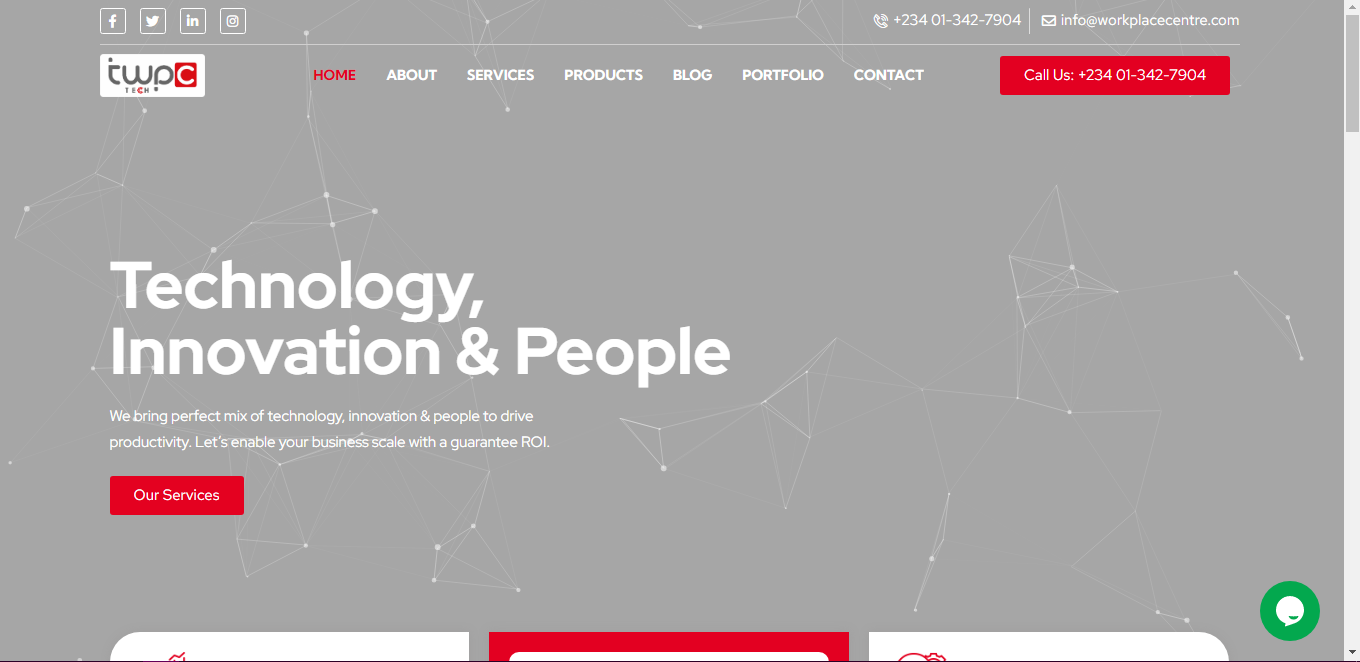 +234 01-342-7904
info@workplacecentre.com
twpc
TECH
HOME
ABOUT
SERVICES
PRODUCTS
BLOG
PORTFOLIO
CONTACT
Call Us: +234 01-342-7904
Technology,
Innovation & People
We bring perfect mix of technology, innovation & people to drive
productivity. Let's enable your business scale with a guarantee ROI.
Our Services